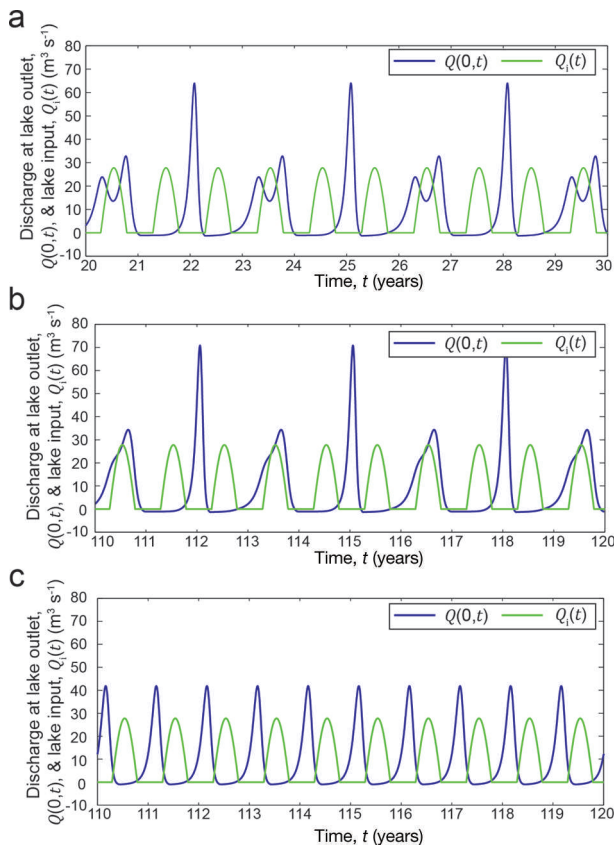 a
80
70
60
50
40
30
20
10
0
-10
Discharge at lake outlet,
Q(0,t), & lake input, Qᵢ(t) (m³ s⁻¹)
Q(0,t) Qᵢ(t)
20 21 22 23 24 25 26 27 28 29 30
Time, t (years)
b
80
70
60
50
40
30
20
10
0
-10
Discharge at lake outlet,
Q(0,t), & lake input, Qᵢ(t) (m³ s⁻¹)
Q(0,t) Qᵢ(t)
110 111 112 113 114 115 116 117 118 119 120
Time, t (years)
c
80
70
60
50
40
30
20
10
0
-10
Discharge at lake outlet,
Q(0,t), & lake input, Qᵢ(t) (m³ s⁻¹)
Q(0,t) Qᵢ(t)
110 111 112 113 114 115 116 117 118 119 120
Time, t (years)